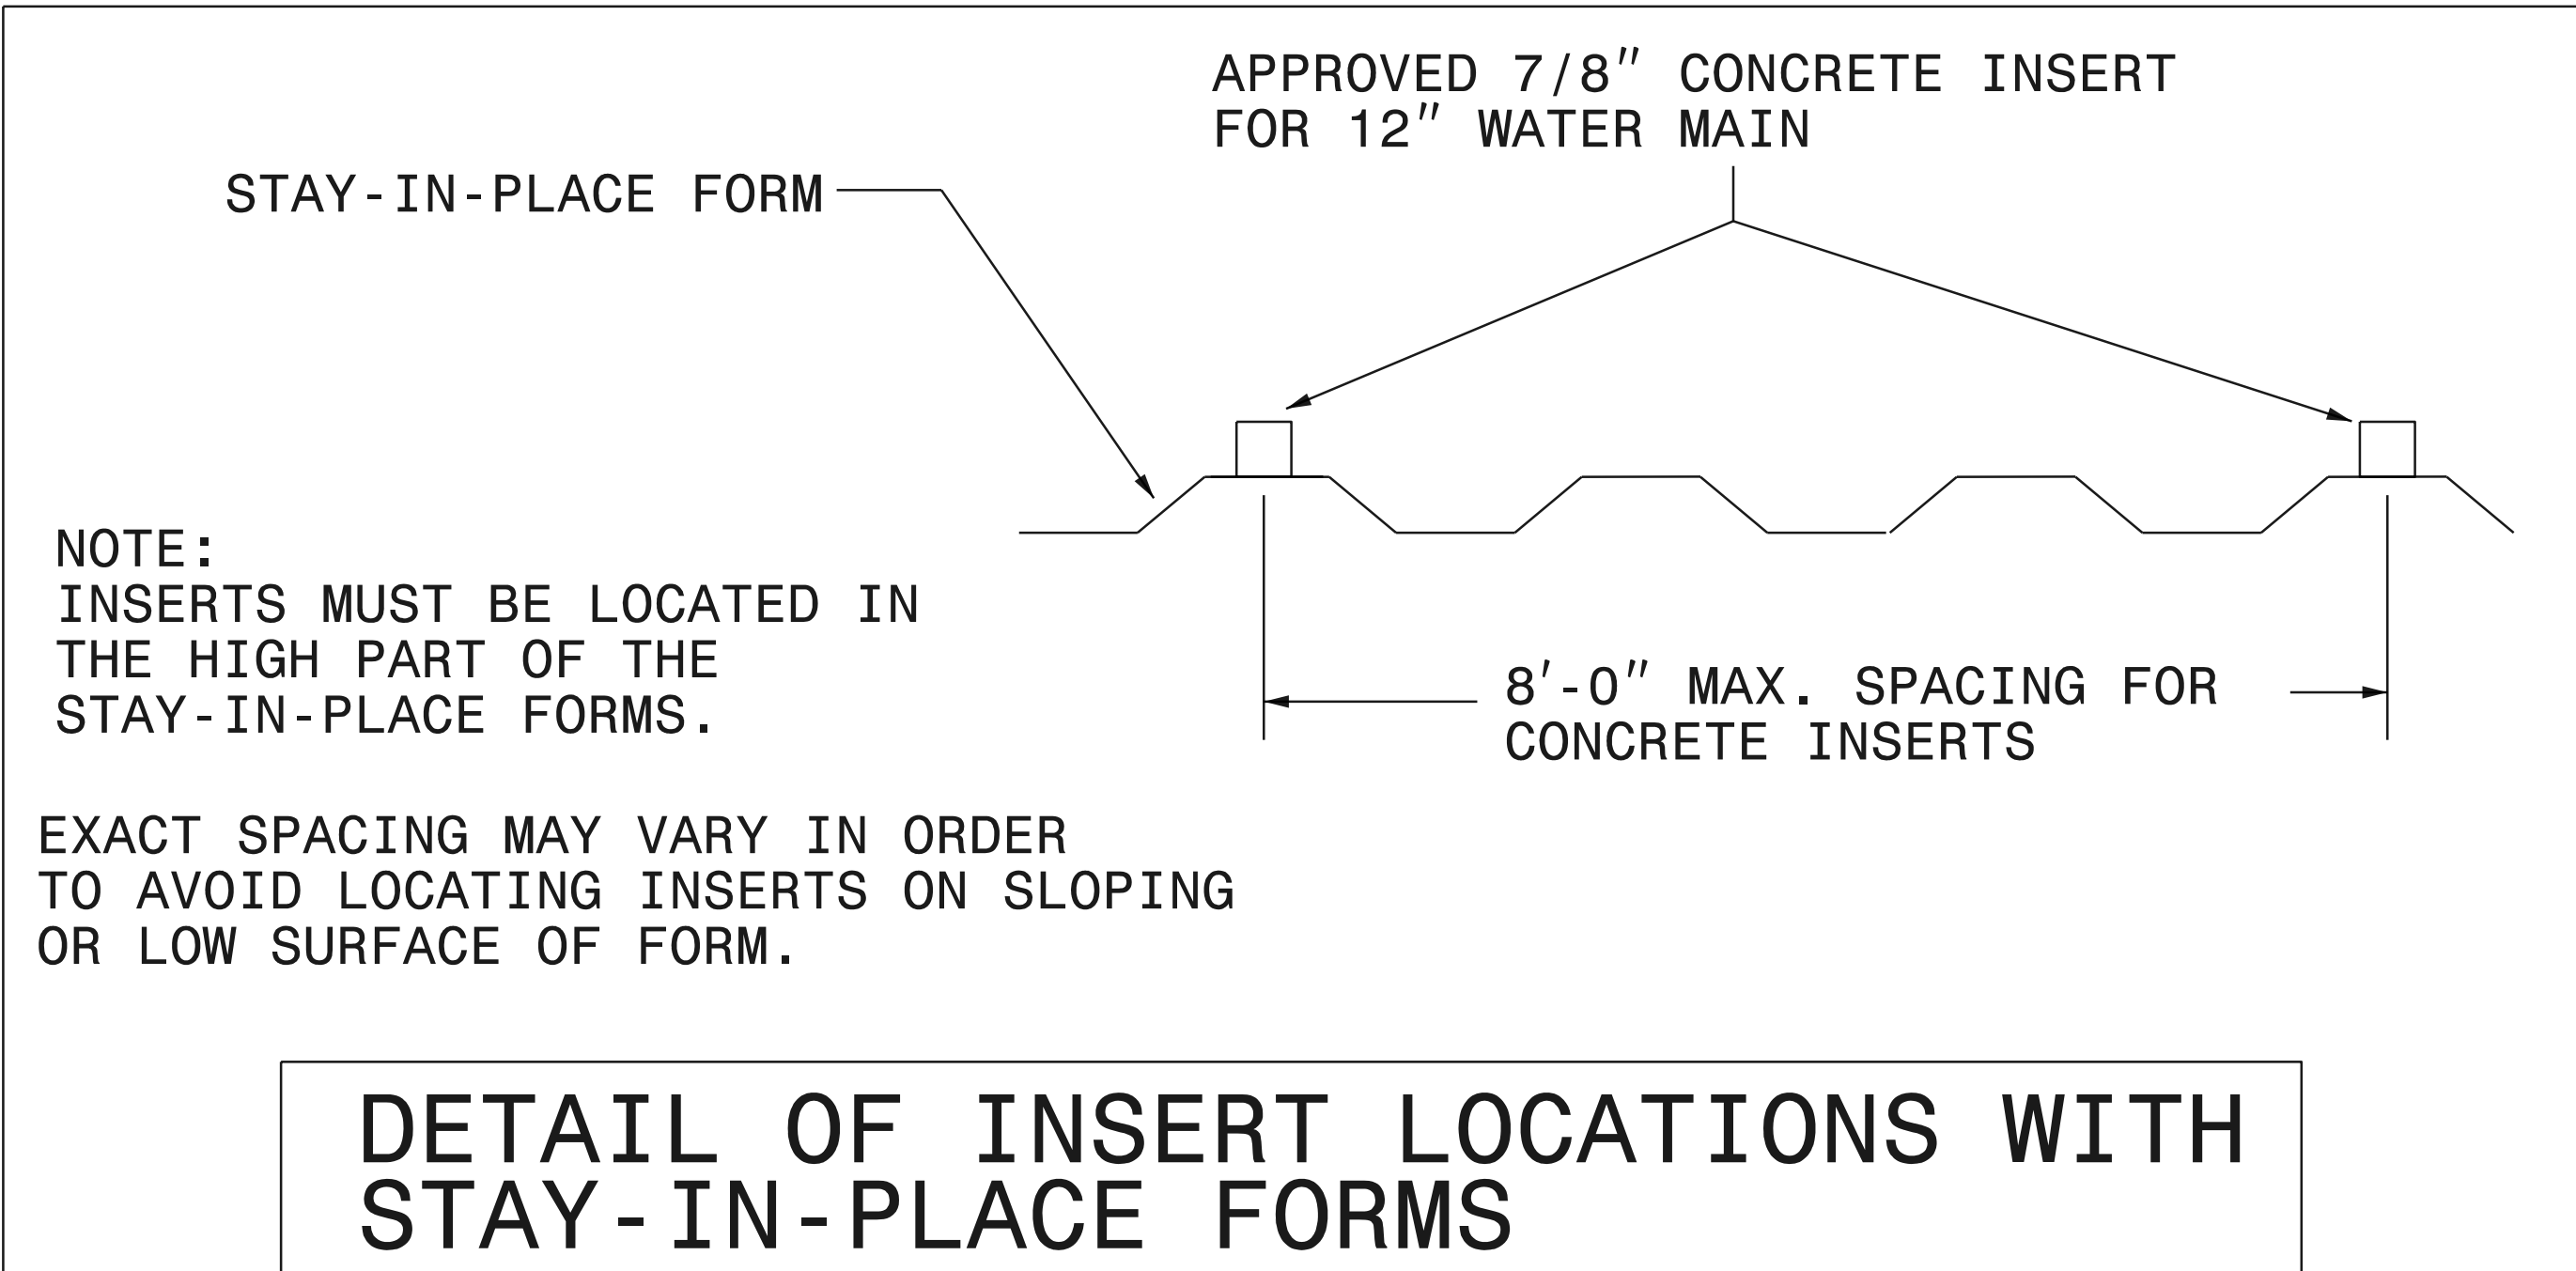 APPROVED 7/8" CONCRETE INSERT
FOR 12" WATER MAIN
STAY-IN-PLACE FORM
NOTE:
INSERTS MUST BE LOCATED IN
THE HIGH PART OF THE
STAY-IN-PLACE FORMS.
8'-0" MAX. SPACING FOR
CONCRETE INSERTS
EXACT SPACING MAY VARY IN ORDER
TO AVOID LOCATING INSERTS ON SLOPING
OR LOW SURFACE OF FORM.
DETAIL OF INSERT LOCATIONS WITH
STAY-IN-PLACE FORMS